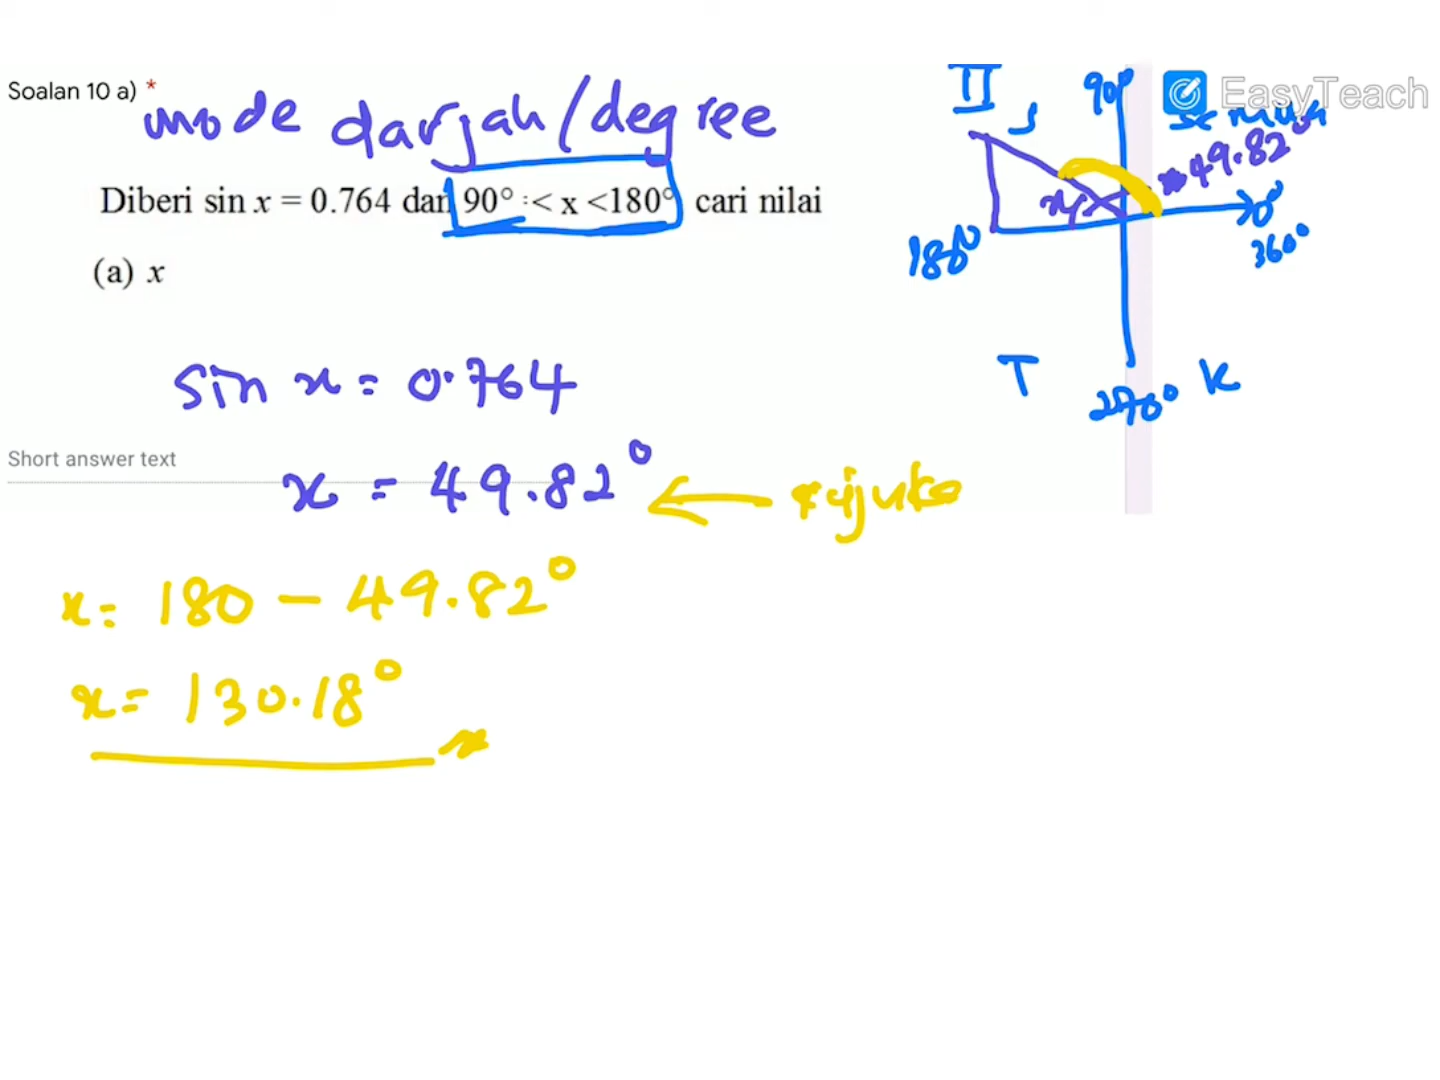 Soalan 10 a) *
mode darjah/degree
Diberi sin x = 0.764 dan 90° < x <180° cari nilai
(a) x
sin x = 0.764
Short answer text
x = 49.82°
x = 180 - 49.82°
x = 130.18°
II
S
90°
EasyTeach
49.82°
x
180°
0°
360°
T
270°
K